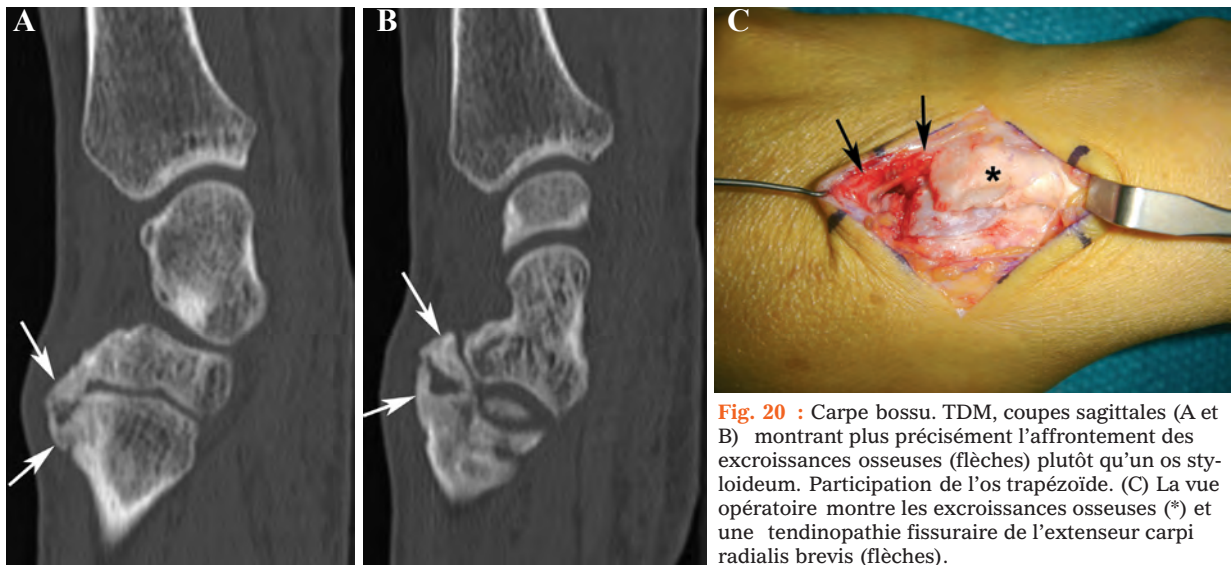 A
B
C
Fig. 20 : Carpe bossu. TDM, coupes sagittales (A et
B) montrant plus précisément l'affrontement des
excroissances osseuses (flèches) plutôt qu'un os sty-
loideum. Participation de l'os trapézoïde. (C) La vue
opératoire montre les excroissances osseuses (*) et
une tendinopathie fissuraire de l'extenseur carpi
radialis brevis (flèches).
*